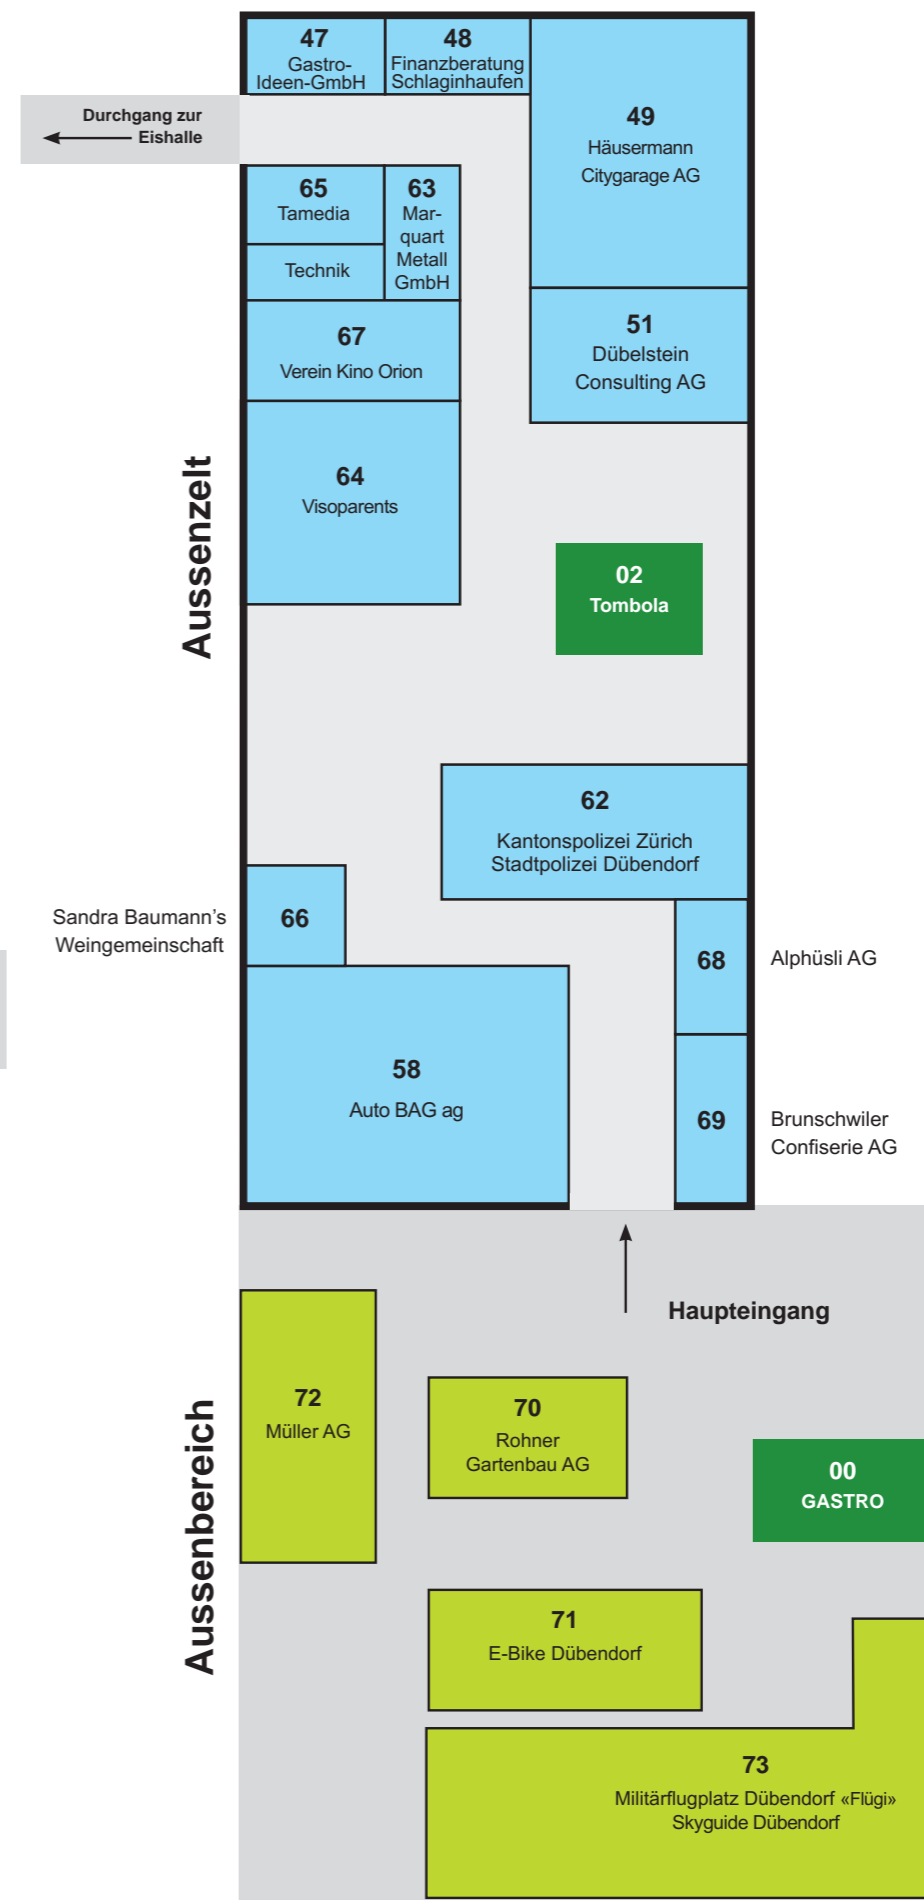 47
Gastro-
Ideen-GmbH
48
Finanzberatung
Schlaginhaufen
49
Häusermann
Citygarage AG
Durchgang zur
Eishalle
65
Tamedia
Technik
63
Mar-
quart
Metall
GmbH
51
Dübelstein
Consulting AG
67
Verein Kino Orion
64
Visoparents
Aussenzelt
02
Tombola
62
Kantonspolizei Zürich
Stadtpolizei Dübendorf
Sandra Baumann’s
Weingemeinschaft
66
68
Alphüsli AG
58
Auto BAG ag
69
Brunschwiler
Confiserie AG
Haupteingang
Aussenbereich
72
Müller AG
70
Rohner
Gartenbau AG
00
GASTRO
71
E-Bike Dübendorf
73
Militärflugplatz Dübendorf «Flügi»
Skyguide Dübendorf